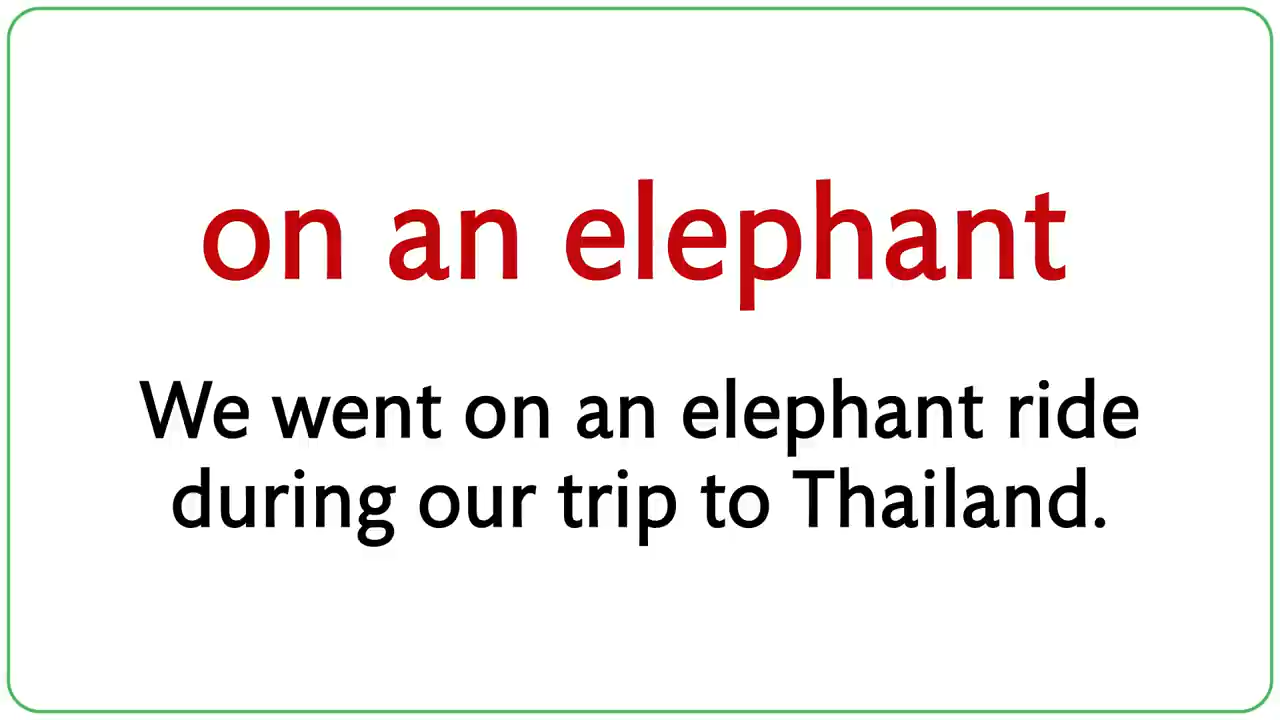 on an elephant
We went on an elephant ride
during our trip to Thailand.